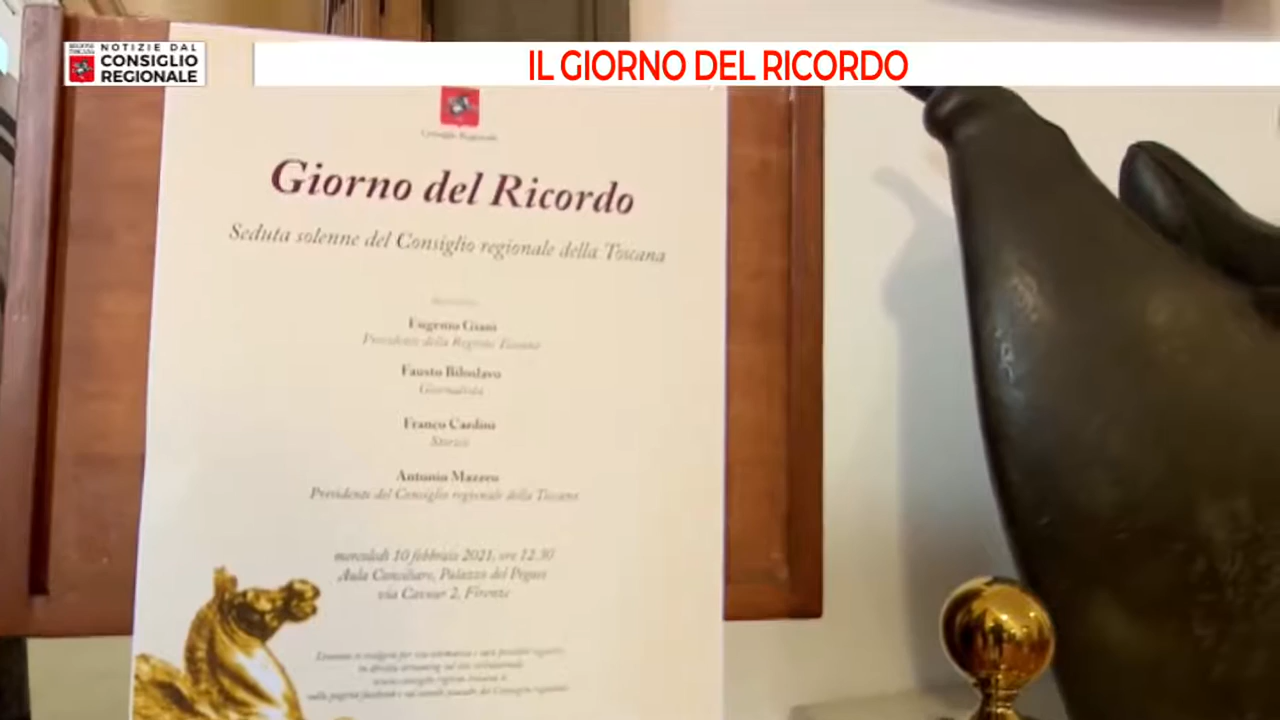 REGIONE
TOSCANA
NOTIZIE DAL
CONSIGLIO
REGIONALE
IL GIORNO DEL RICORDO
Consiglio Regionale
Giorno del Ricordo
Seduta solenne del Consiglio regionale della Toscana
Eugenio Giani
Presidente della Regione Toscana
Fausto Biloslavo
Giornalista
Franco Cardini
Storico
Antonio Mazzeo
Presidente del Consiglio regionale della Toscana
mercoledì 10 febbraio 2021, ore 12.30
Aula Consiliare, Palazzo del Pegaso
via Cavour 2, Firenze